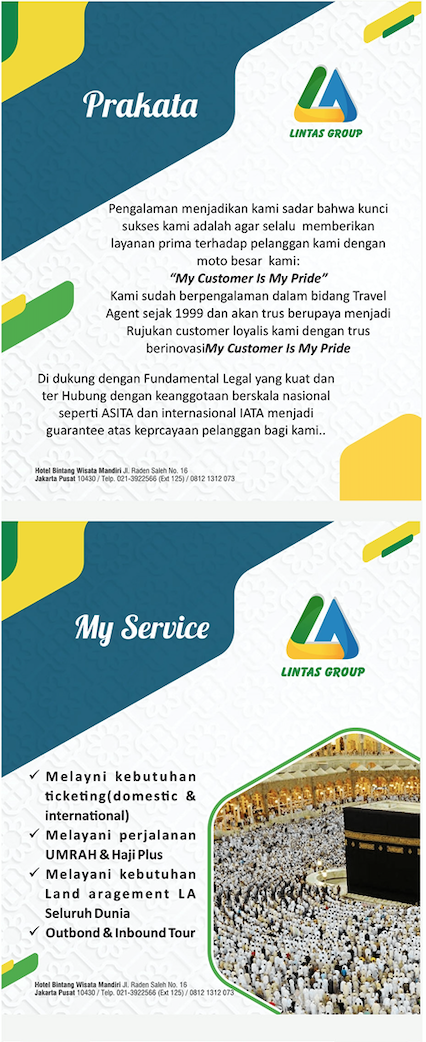 Prakata
LINTAS GROUP
Pengalaman menjadikan kami sadar bahwa kunci
sukses kami adalah agar selalu memberikan
layanan prima terhadap pelanggan kami dengan
moto besar kami:
“My Customer Is My Pride”
Kami sudah berpengalaman dalam bidang Travel
Agent sejak 1999 dan akan trus berupaya menjadi
Rujukan customer loyalis kami dengan trus
berinovasiMy Customer Is My Pride
Di dukung dengan Fundamental Legal yang kuat dan
ter Hubung dengan keanggotaan berskala nasional
seperti ASITA dan internasional IATA menjadi
guarantee atas keprcayaan pelanggan bagi kami..
Hotel Bintang Wisata Mandiri Jl. Raden Saleh No. 16
Jakarta Pusat 10430 / Telp. 021-3922566 (Ext 125) / 0812 1312 073
My Service
LINTAS GROUP
✓ Melayni kebutuhan
ticketing(domestic &
international)
✓ Melayani perjalanan
UMRAH & Haji Plus
✓ Melayani kebutuhan
Land aragement LA
Seluruh Dunia
✓ Outbond & Inbound Tour
Hotel Bintang Wisata Mandiri Jl. Raden Saleh No. 16
Jakarta Pusat 10430 / Telp. 021-3922566 (Ext 125) / 0812 1312 073